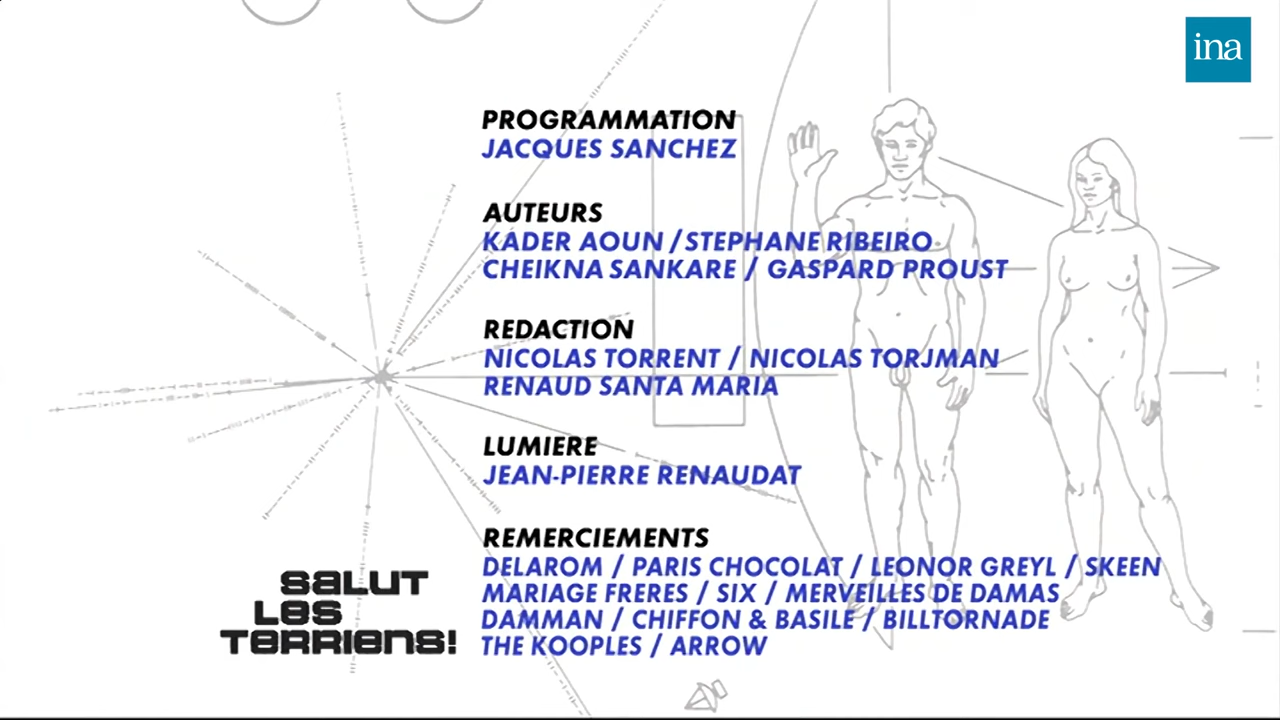 ina
PROGRAMMATION
JACQUES SANCHEZ
AUTEURS
KADER AOUN / STEPHANE RIBEIRO
CHEIKNA SANKARE / GASPARD PROUST
REDACTION
NICOLAS TORRENT / NICOLAS TORJMAN
RENAUD SANTA MARIA
LUMIERE
JEAN-PIERRE RENAUDAT
REMERCIEMENTS
DELAROM / PARIS CHOCOLAT / LEONOR GREYL / SKEEN
MARIAGE FRERES / SIX / MERVEILLES DE DAMAS
DAMMAN / CHIFFON & BASILE / BILLTORNADE
THE KOOPLES / ARROW
SALUT
LES
TERRIENS!